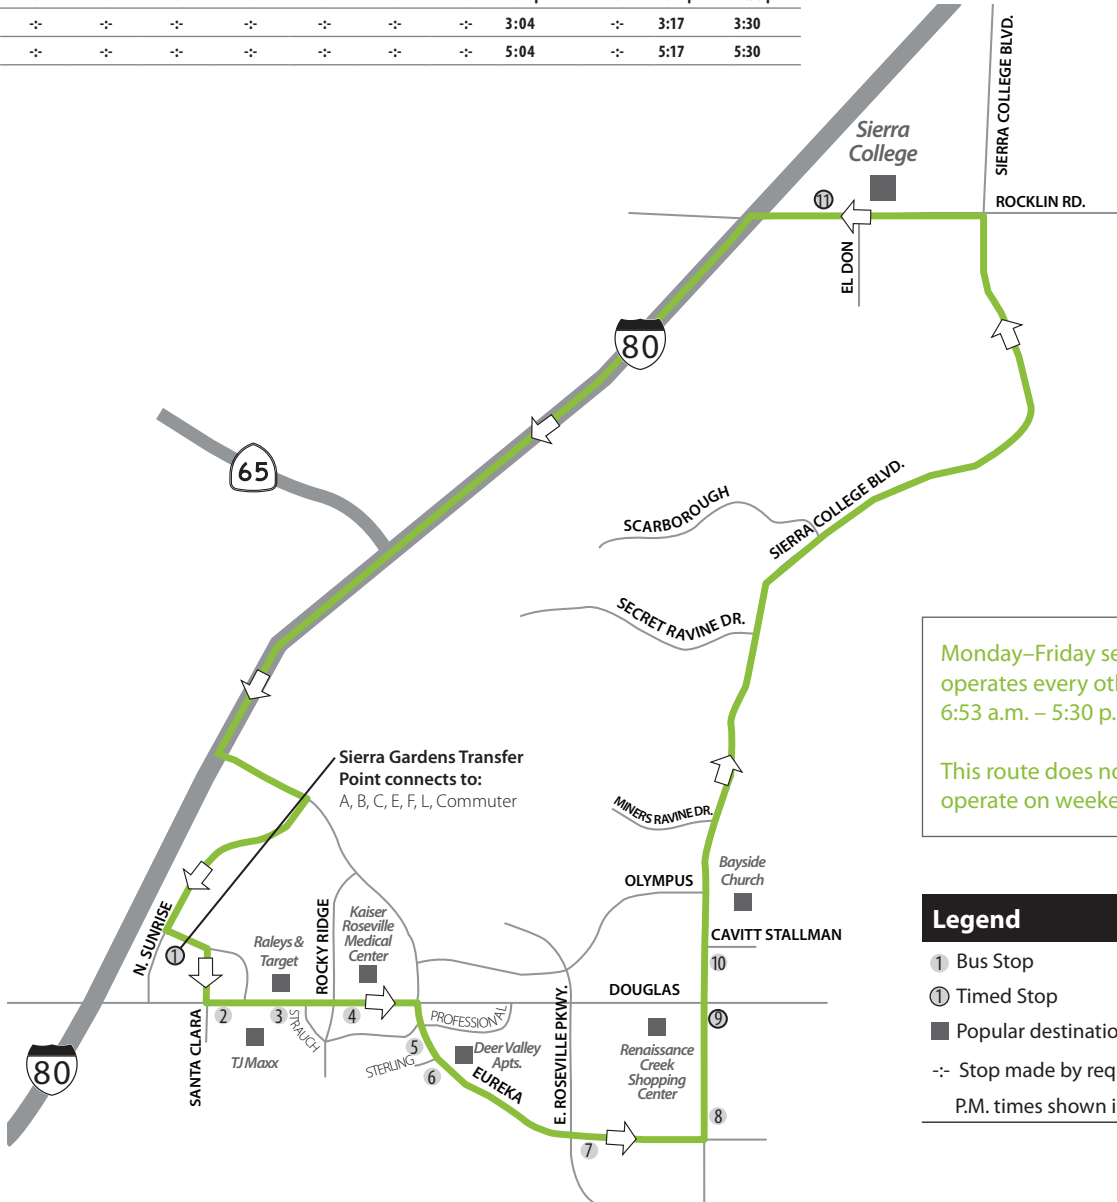 -:- -:- -:- -:- -:- -:- -:- 3:04 -:- 3:17 3:30
-:- -:- -:- -:- -:- -:- -:- 5:04 -:- 5:17 5:30
SIERRA COLLEGE BLVD.
Sierra
College
11
ROCKLIN RD.
EL DON
80
65
SCARBOROUGH
SIERRA COLLEGE BLVD.
SECRET RAVINE DR.
Monday–Friday se
operates every oth
6:53 a.m. – 5:30 p.
This route does no
operate on weeke
Sierra Gardens Transfer
Point connects to:
A, B, C, E, F, L, Commuter
MINERS RAVINE DR.
Bayside
Church
OLYMPUS
CAVITT STALLMAN
N. SUNRISE
1
Raleys &
Target
ROCKY RIDGE
Kaiser
Roseville
Medical
Center
10
DOUGLAS
SANTA CLARA
2
3
STRAUCH
4
PROFESSIONAL
E. ROSEVILLE PKWY.
9
TJ Maxx
5
STERLING
6
Deer Valley
Apts.
EUREKA
Renaissance
Creek
Shopping
Center
8
7
80
Legend
1 Bus Stop
1 Timed Stop
Popular destinatio
-:- Stop made by req
P.M. times shown i